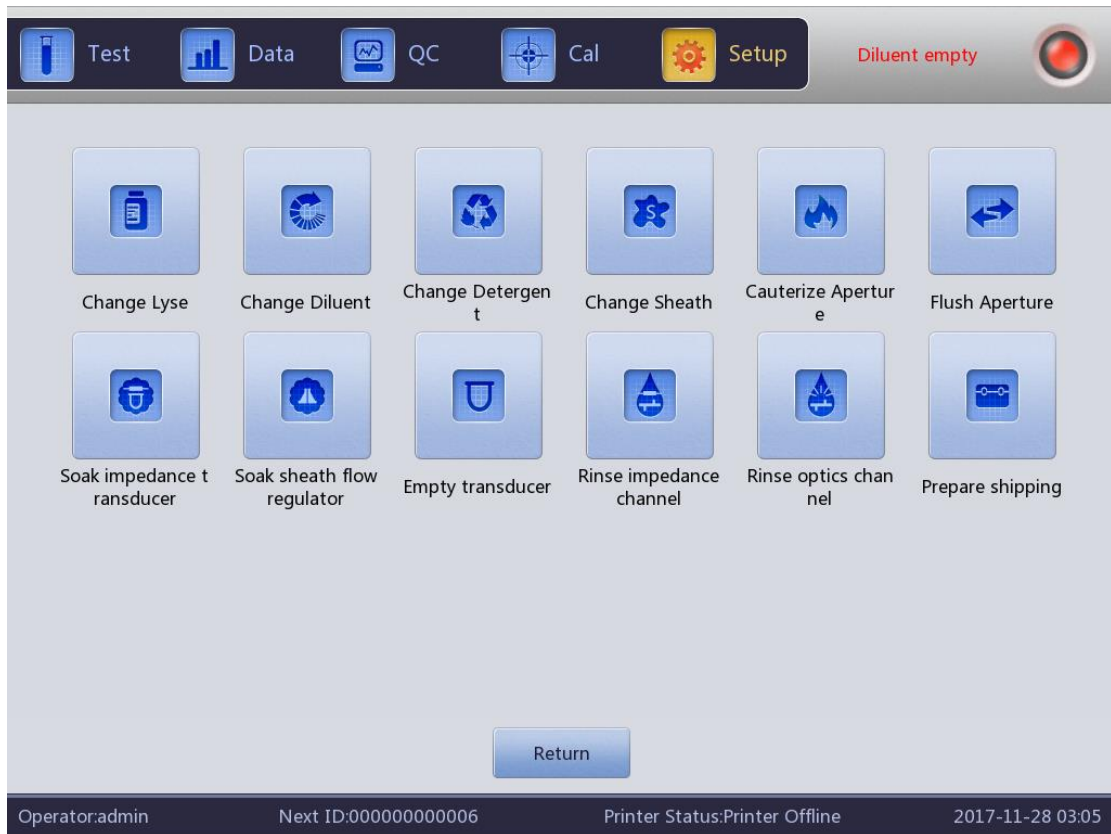 Test Data QC Cal Setup Diluent empty
Change Lyse Change Diluent Change Detergen
t Change Sheath Cauterize Apertur
e Flush Aperture
Soak impedance t
ransducer Soak sheath flow
regulator Empty transducer Rinse impedance
channel Rinse optics chan
nel Prepare shipping
Return
Operator:admin Next ID:000000000006 Printer Status:Printer Offline 2017-11-28 03:05